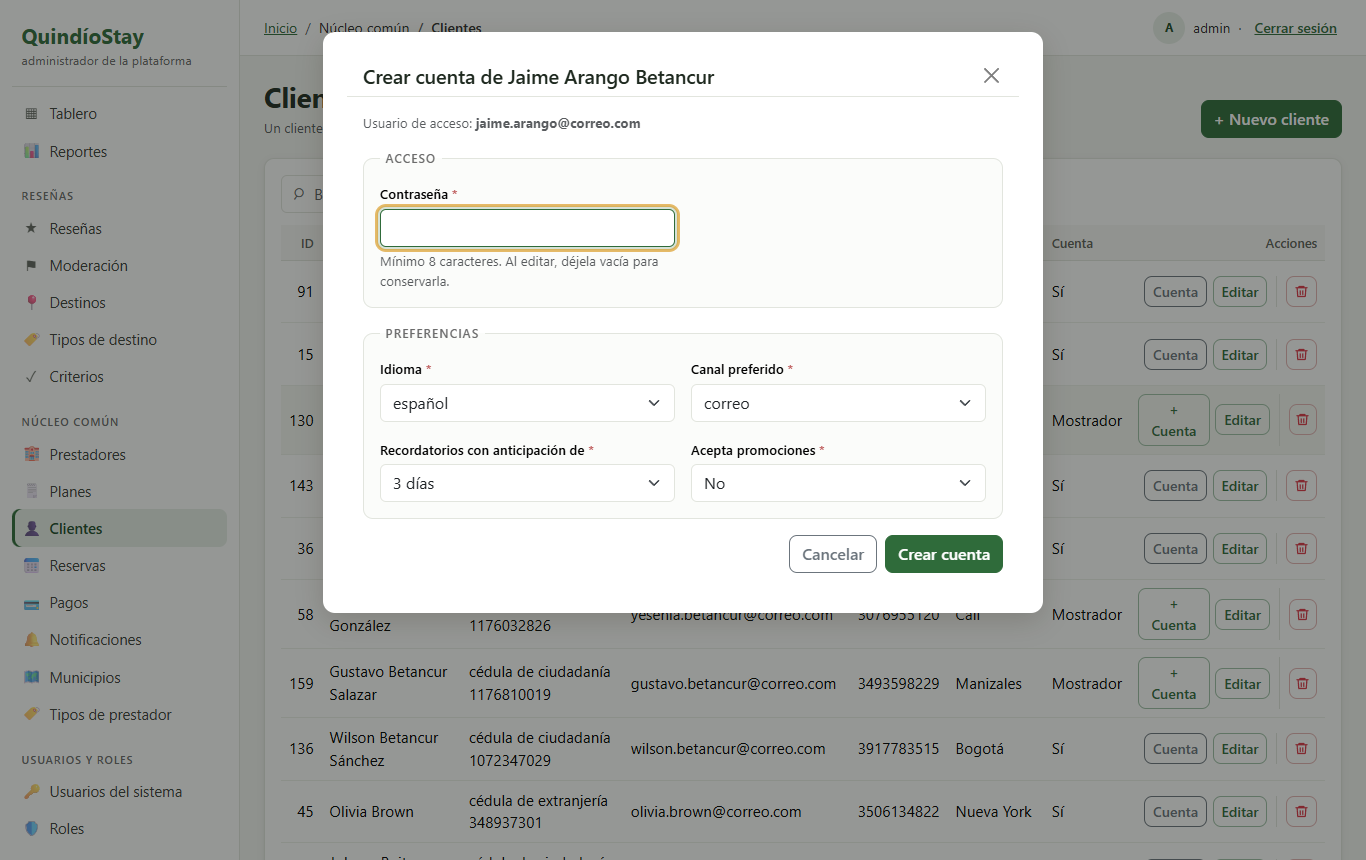 QuindíoStay
administrador de la plataforma
Tablero
Reportes
RESEÑAS
Reseñas
Moderación
Destinos
Tipos de destino
Criterios
NÚCLEO COMÚN
Prestadores
Planes
Clientes
Reservas
Pagos
Notificaciones
Municipios
Tipos de prestador
USUARIOS Y ROLES
Usuarios del sistema
Roles
Inicio / Núcleo común / Clientes
A admin · Cerrar sesión
Un cliente
+ Nuevo cliente
Crear cuenta de Jaime Arango Betancur
Usuario de acceso: jaime.arango@correo.com
ACCESO
Contraseña *
Mínimo 8 caracteres. Al editar, déjela vacía para
conservarla.
PREFERENCIAS
Idioma * Canal preferido *
español correo
Recordatorios con anticipación de * Acepta promociones *
3 días No
Cancelar Crear cuenta
ID Cuenta Acciones
91 Sí Cuenta Editar
15 Sí Cuenta Editar
130 Mostrador + Cuenta Editar
143 Sí Cuenta Editar
36 Sí Cuenta Editar
58 González 1176032826 yesenia.betancur@correo.com 3076955120 Cali Mostrador + Cuenta Editar
159 Gustavo Betancur Salazar cédula de ciudadanía 1176810019 gustavo.betancur@correo.com 3493598229 Manizales Mostrador + Cuenta Editar
136 Wilson Betancur Sánchez cédula de ciudadanía 1072347029 wilson.betancur@correo.com 3917783515 Bogotá Sí Cuenta Editar
45 Olivia Brown cédula de extranjería 348937301 olivia.brown@correo.com 3506134822 Nueva York Sí Cuenta Editar